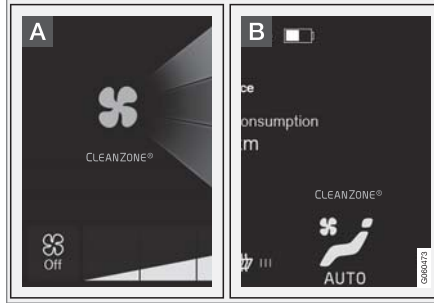 A
CLEANZONE®
Off
B
ce
onsumption
m
CLEANZONE®
AUTO
G060473